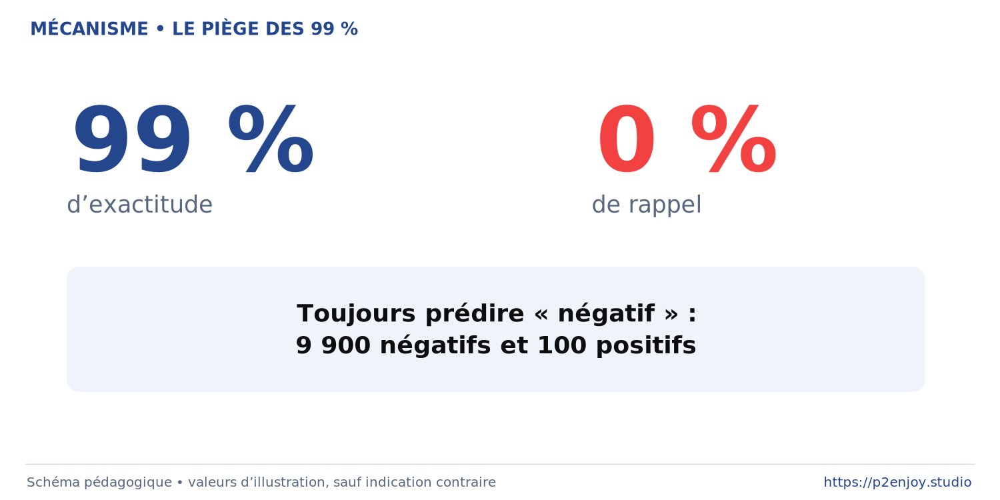 MÉCANISME • LE PIÈGE DES 99 %
99 %
d’exactitude
0 %
de rappel
Toujours prédire « négatif » :
9 900 négatifs et 100 positifs
Schéma pédagogique • valeurs d’illustration, sauf indication contraire
https://p2enjoy.studio